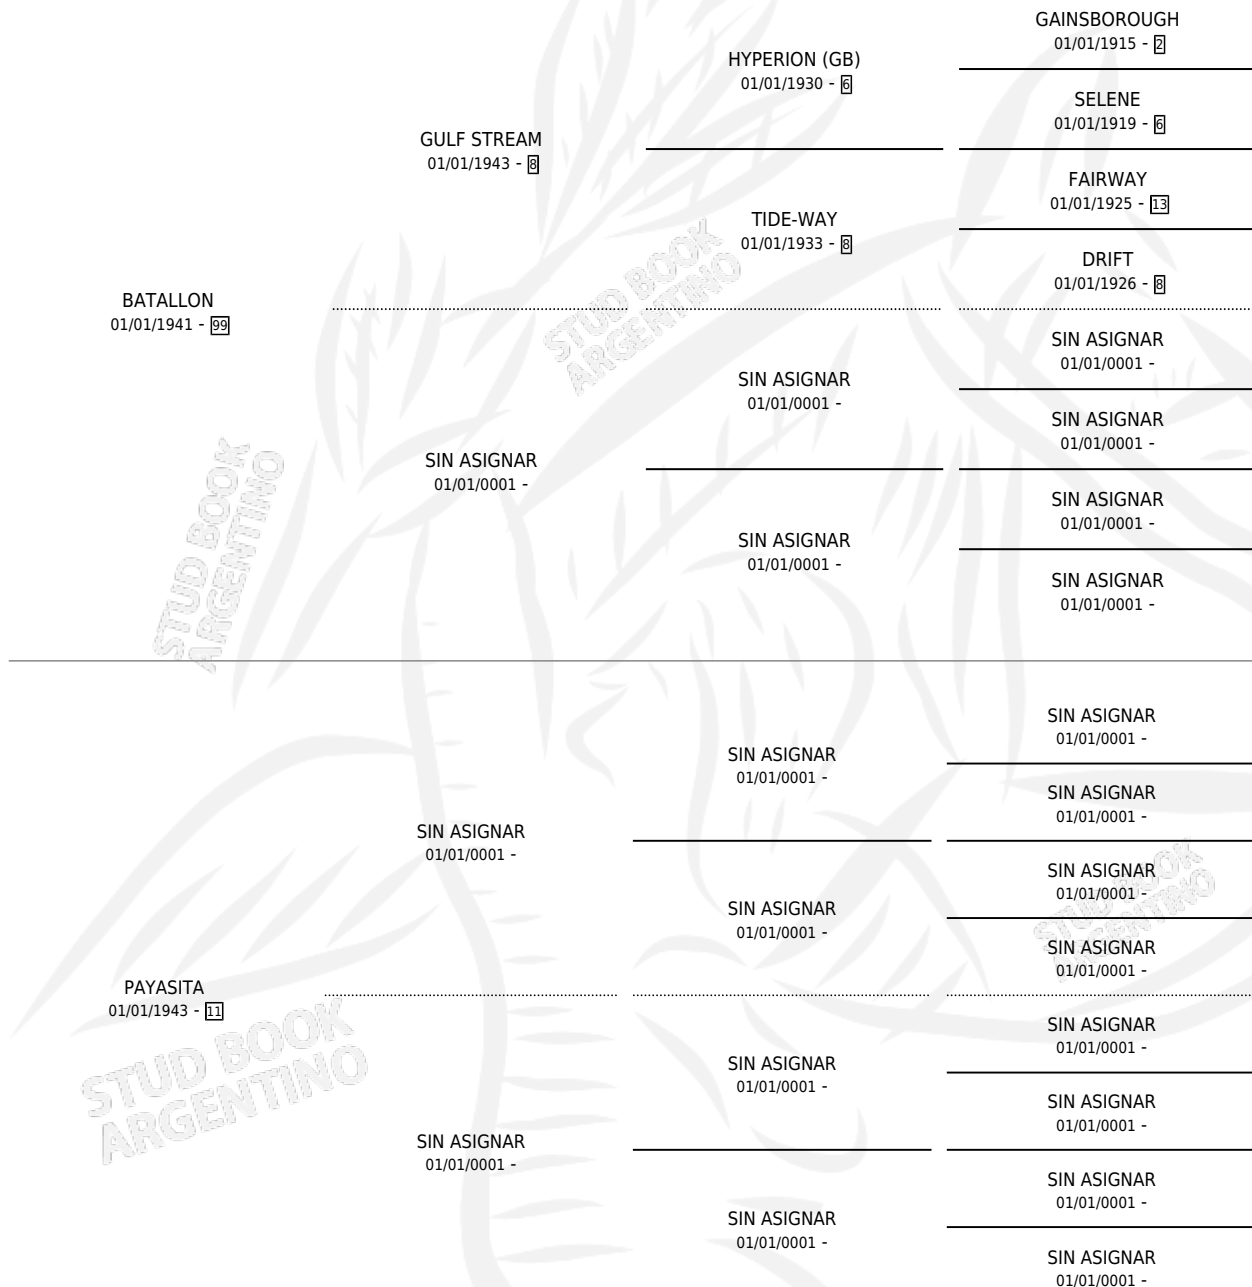 GAINSBOROUGH
01/01/1915 - 2
HYPERION (GB)
01/01/1930 - 6
SELENE
01/01/1919 - 6
GULF STREAM
01/01/1943 - 8
FAIRWAY
01/01/1925 - 13
TIDE-WAY
01/01/1933 - 8
DRIFT
01/01/1926 - 8
BATALLON
01/01/1941 - 99
SIN ASIGNAR
01/01/0001 -
SIN ASIGNAR
01/01/0001 -
SIN ASIGNAR
01/01/0001 -
SIN ASIGNAR
01/01/0001 -
SIN ASIGNAR
01/01/0001 -
SIN ASIGNAR
01/01/0001 -
SIN ASIGNAR
01/01/0001 -
STUD BOOK
ARGENTINO
STUD BOOK
ARGENTINO
SIN ASIGNAR
01/01/0001 -
SIN ASIGNAR
01/01/0001 -
SIN ASIGNAR
01/01/0001 -
SIN ASIGNAR
01/01/0001 -
SIN ASIGNAR
01/01/0001 -
SIN ASIGNAR
01/01/0001 -
SIN ASIGNAR
01/01/0001 -
STUD BOOK
ARGENTINO
PAYASITA
01/01/1943 - 11
STUD BOOK
ARGENTINO
SIN ASIGNAR
01/01/0001 -
SIN ASIGNAR
01/01/0001 -
SIN ASIGNAR
01/01/0001 -
SIN ASIGNAR
01/01/0001 -
SIN ASIGNAR
01/01/0001 -
SIN ASIGNAR
01/01/0001 -
SIN ASIGNAR
01/01/0001 -